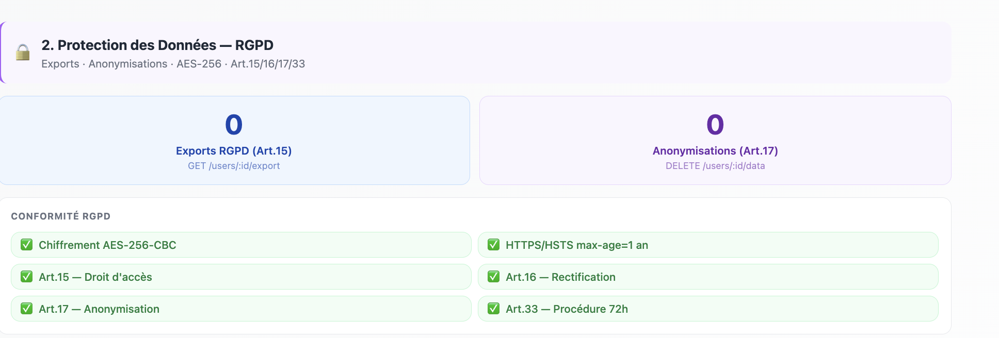 2. Protection des Données — RGPD
Exports · Anonymisations · AES-256 · Art.15/16/17/33
0
Exports RGPD (Art.15)
GET /users/:id/export
0
Anonymisations (Art.17)
DELETE /users/:id/data
CONFORMITÉ RGPD
Chiffrement AES-256-CBC
HTTPS/HSTS max-age=1 an
Art.15 — Droit d'accès
Art.16 — Rectification
Art.17 — Anonymisation
Art.33 — Procédure 72h